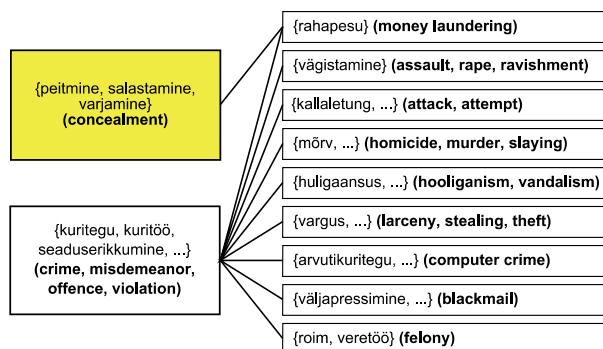 {peitmine, salastamine,
varjamine}
(concealment)
{kuritegu, kuritöö,
seaduserikkumine, ...}
(crime, misdemeanor,
offence, violation)
{rahapesu} (money laundering)
{vägistamine} (assault, rape, ravishment)
{kallaletung, ...} (attack, attempt)
{mõrv, ...} (homicide, murder, slaying)
{huligaansus, ...} (hooliganism, vandalism)
{vargus, ...} (larceny, stealing, theft)
{arvutikuritegu, ...} (computer crime)
{väljapressimine, ...} (blackmail)
{roim, veretöö} (felony)